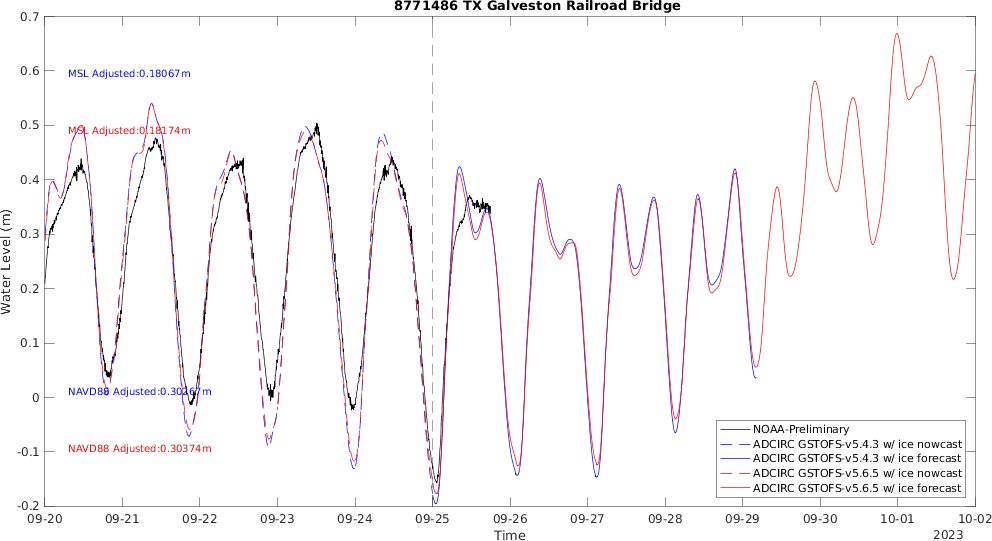 8771486 TX Galveston Railroad Bridge
0.7
0.6
0.5
0.4
0.3
0.2
0.1
0
-0.1
-0.2
Water Level (m)
MSL Adjusted:0.18067m
MSL Adjusted:0.18174m
NAVD88 Adjusted:0.30267m
NAVD88 Adjusted:0.30374m
NOAA-Preliminary
ADCIRC GSTOFS-v5.4.3 w/ ice nowcast
ADCIRC GSTOFS-v5.4.3 w/ ice forecast
ADCIRC GSTOFS-v5.6.5 w/ ice nowcast
ADCIRC GSTOFS-v5.6.5 w/ ice forecast
09-20 09-21 09-22 09-23 09-24 09-25 09-26 09-27 09-28 09-29 09-30 10-01 10-02
Time
2023